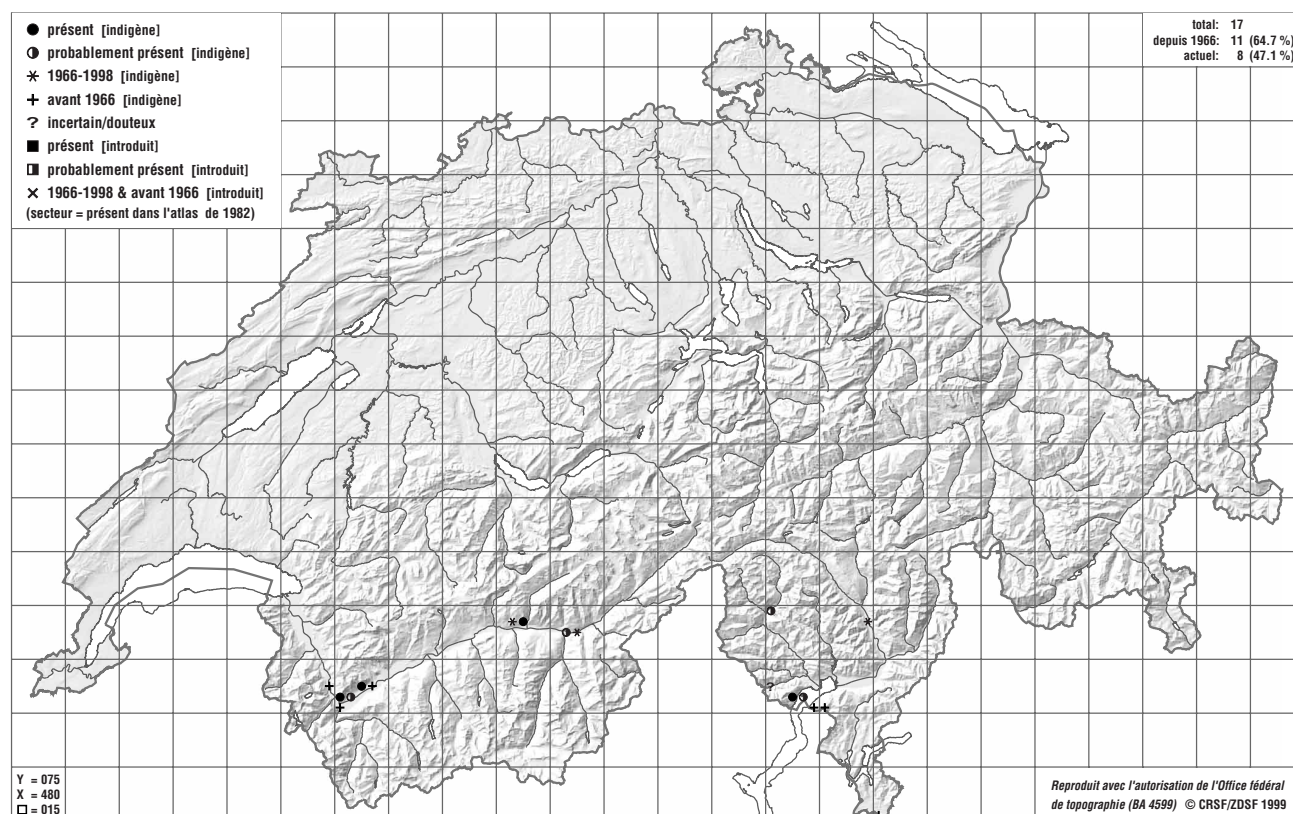 ● présent [indigène]
◑ probablement présent [indigène]
✳ 1966-1998 [indigène]
+ avant 1966 [indigène]
? incertain/douteux
■ présent [introduit]
◨ probablement présent [introduit]
× 1966-1998 & avant 1966 [introduit]
(secteur = présent dans l'atlas de 1982)
total: 17
depuis 1966: 11 (64.7 %)
actuel: 8 (47.1 %)
Y = 075
X = 480
□ = 015
Reproduit avec l'autorisation de l'Office fédéral
de topographie (BA 4599) © CRSF/ZDSF 1999